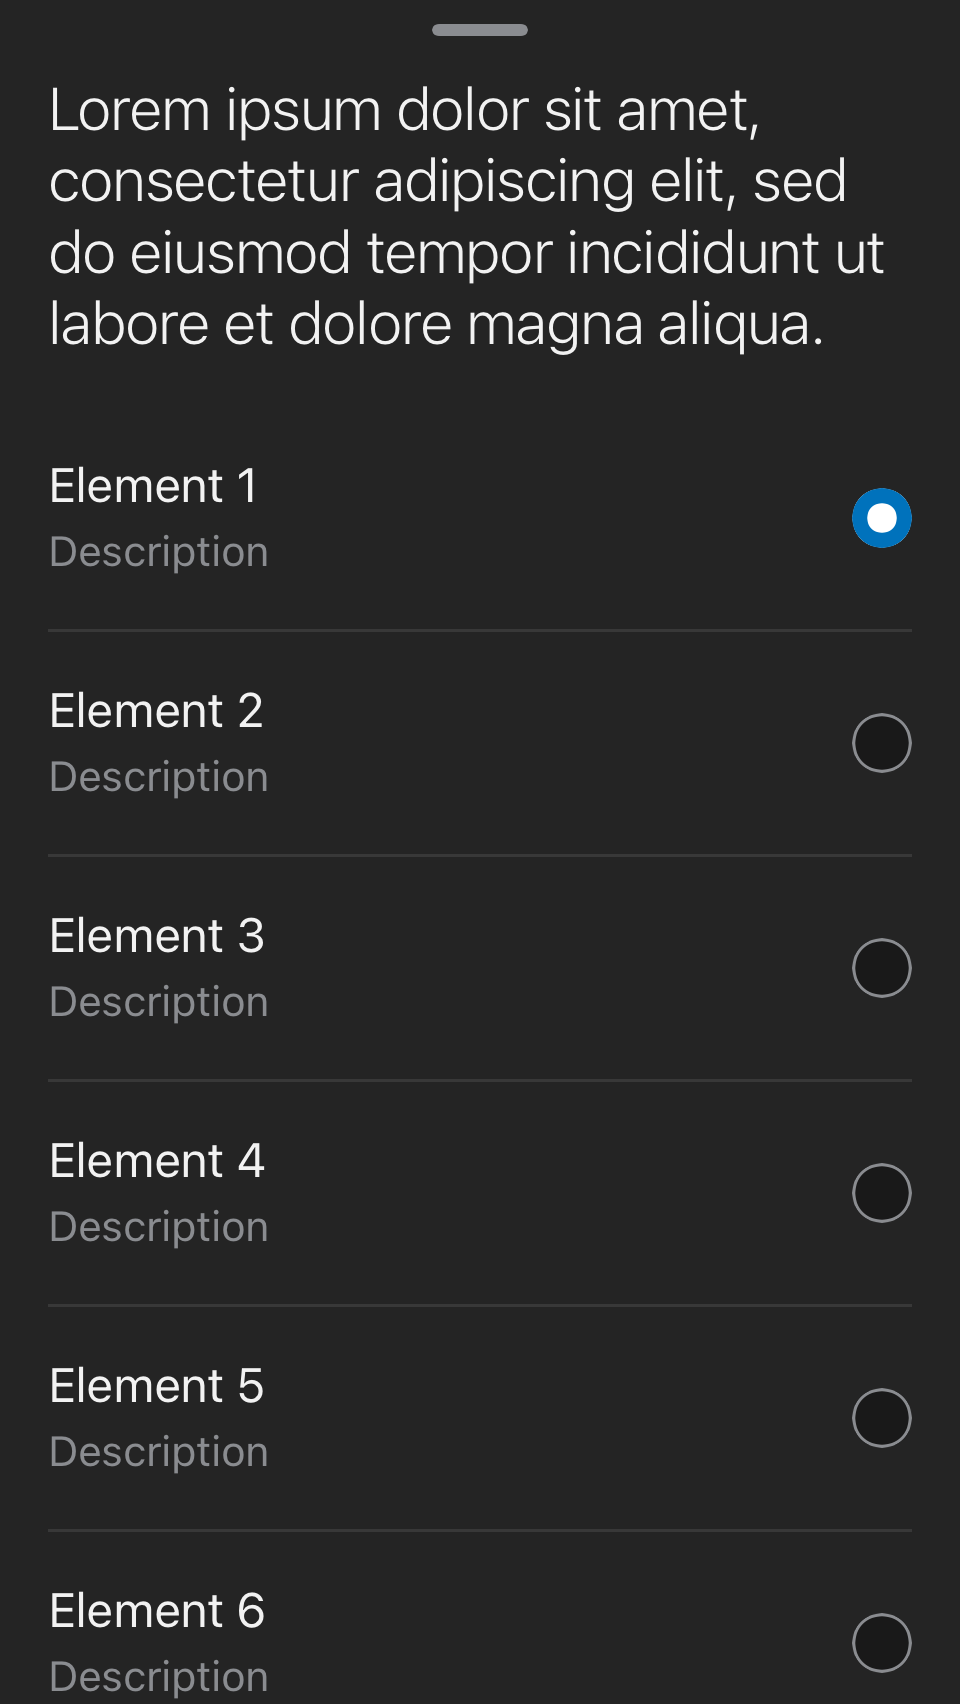 Lorem ipsum dolor sit amet,
consectetur adipiscing elit, sed
do eiusmod tempor incididunt ut
labore et dolore magna aliqua.
Element 1
Description
Element 2
Description
Element 3
Description
Element 4
Description
Element 5
Description
Element 6
Description